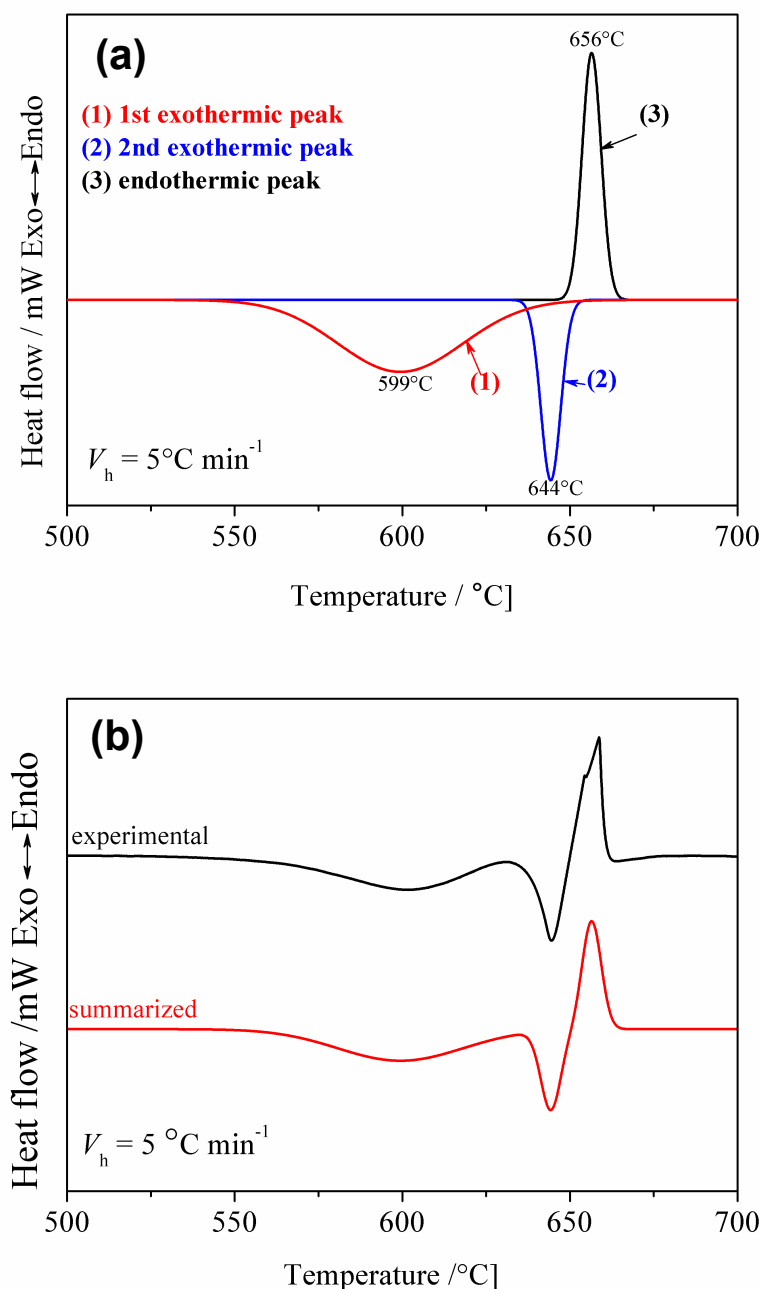 (a)
656°C
(1) 1st exothermic peak
(2) 2nd exothermic peak
(3) endothermic peak
(3)
(1)
(2)
599°C
644°C
Vh = 5°C min-1
Heat flow / mW Exo↔Endo
500 550 600 650 700
Temperature / °C]
(b)
experimental
summarized
Vh = 5 °C min-1
Heat flow /mW Exo ↔Endo
500 550 600 650 700
Temperature /°C]